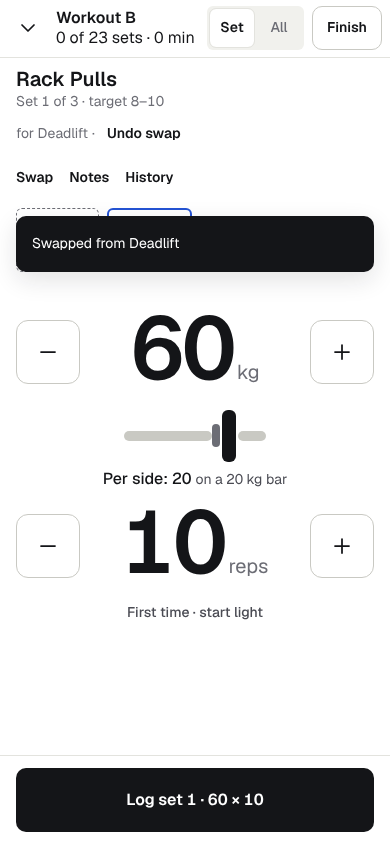 Workout B
0 of 23 sets · 0 min
Set
All
Finish
Rack Pulls
Set 1 of 3 · target 8–10
for Deadlift · Undo swap
Swap Notes History
Swapped from Deadlift
− 60 kg +
Per side: 20 on a 20 kg bar
− 10 reps +
First time · start light
Log set 1 · 60 × 10